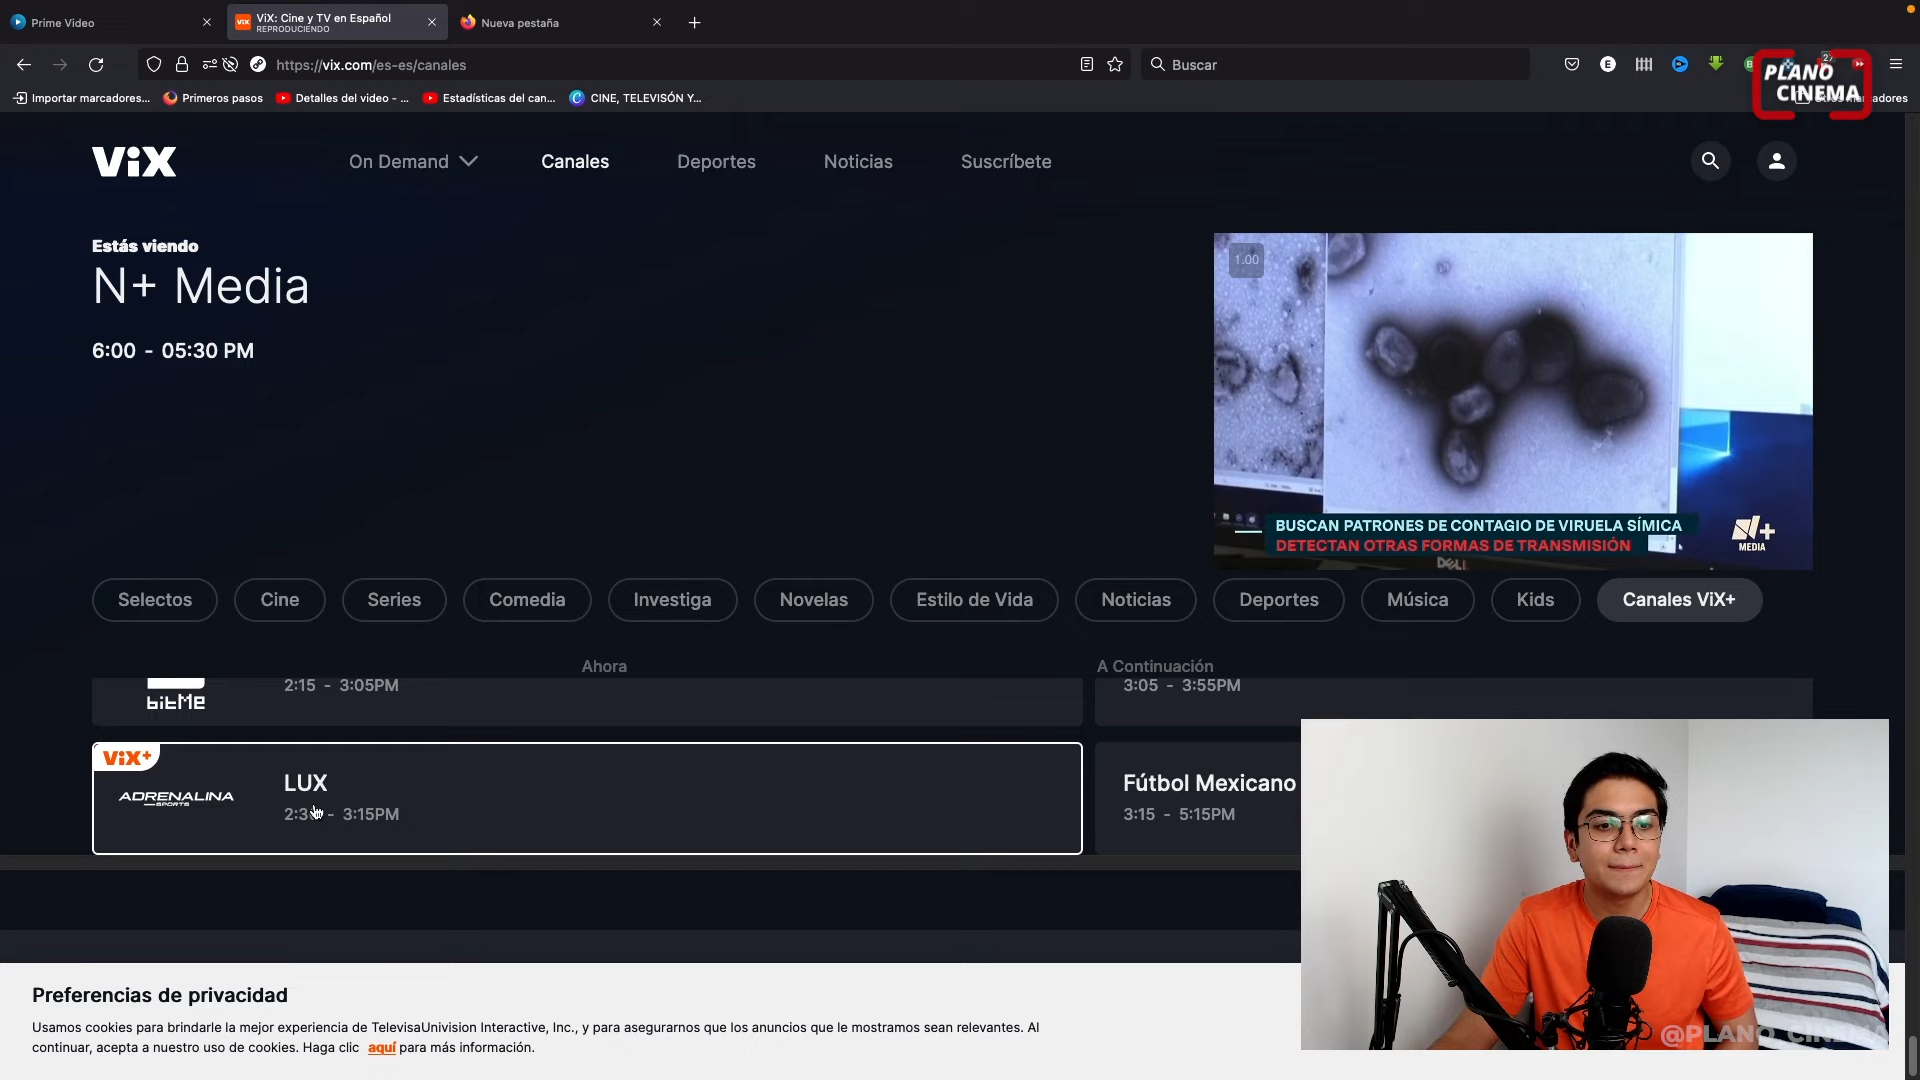 Prime Video
ViX: Cine y TV en Español
REPRODUCIENDO
Nueva pestaña
https://vix.com/es-es/canales
Buscar
27
PLANO
CINEMA
Importar marcadores...
Primeros pasos
Detalles del video - ...
Estadísticas del can...
CINE, TELEVISÓN Y...
ViX
On Demand
Canales
Deportes
Noticias
Suscríbete
Estás viendo
N+ Media
6:00 - 05:30 PM
1.00
BUSCAN PATRONES DE CONTAGIO DE VIRUELA SÍMICA
DETECTAN OTRAS FORMAS DE TRANSMISIÓN
N+
MEDIA
DELL
Selectos
Cine
Series
Comedia
Investiga
Novelas
Estilo de Vida
Noticias
Deportes
Música
Kids
Canales ViX+
Ahora
A Continuación
bitMe
2:15 - 3:05PM
3:05 - 3:55PM
ViX+
ADRENALINA
SPORTS
LUX
- 3:15PM
Fútbol Mexicano
3:15 - 5:15PM
Preferencias de privacidad
Usamos cookies para brindarle la mejor experiencia de TelevisaUnivision Interactive, Inc., y para asegurarnos que los anuncios que le mostramos sean relevantes. Al
continuar, acepta a nuestro uso de cookies. Haga clic aquí para más información.
@PLANO_CINEMA